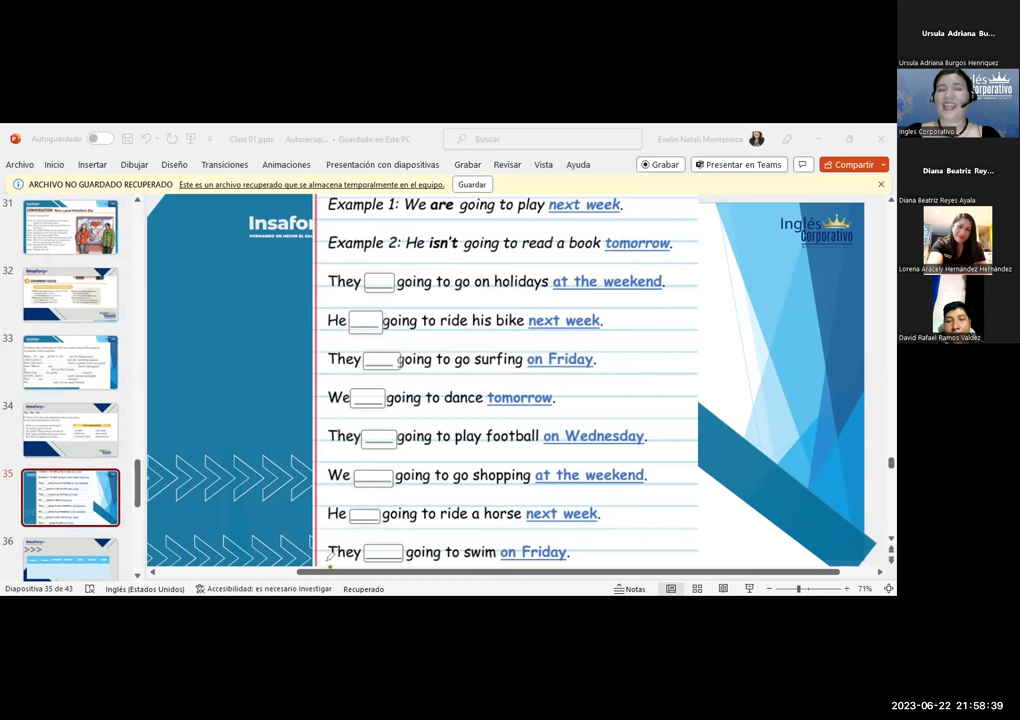 Ursula Adriana Bu...
Ursula Adriana Burgos Henriquez
Inglés Corporativo
Ingles Corporativo
Diana Beatriz Rey...
Diana Beatriz Reyes Ayala
Lorena Aracely Hernández Hernández
David Rafael Ramos Valdez
Autoguardado
Class 01.pptx - Autorecup... • Guardado en Este PC
Buscar
Evelin Natali Monterroza
Archivo Inicio Insertar Dibujar Diseño Transiciones Animaciones Presentación con diapositivas Grabar Revisar Vista Ayuda
Grabar Presentar en Teams Compartir
ARCHIVO NO GUARDADO RECUPERADO Este es un archivo recuperado que se almacena temporalmente en el equipo. Guardar
31
32
33
34
35
36
Insafor
Inglés Corporativo
Example 1: We are going to play next week.
Example 2: He isn't going to read a book tomorrow.
They ____ going to go on holidays at the weekend.
He ____ going to ride his bike next week.
They ____ going to go surfing on Friday.
We ____ going to dance tomorrow.
They ____ going to play football on Wednesday.
We ____ going to go shopping at the weekend.
He ____ going to ride a horse next week.
They ____ going to swim on Friday.
Diapositiva 35 de 43 Inglés (Estados Unidos) Accesibilidad: es necesario investigar Recuperado Notas 71%
2023-06-22 21:58:39